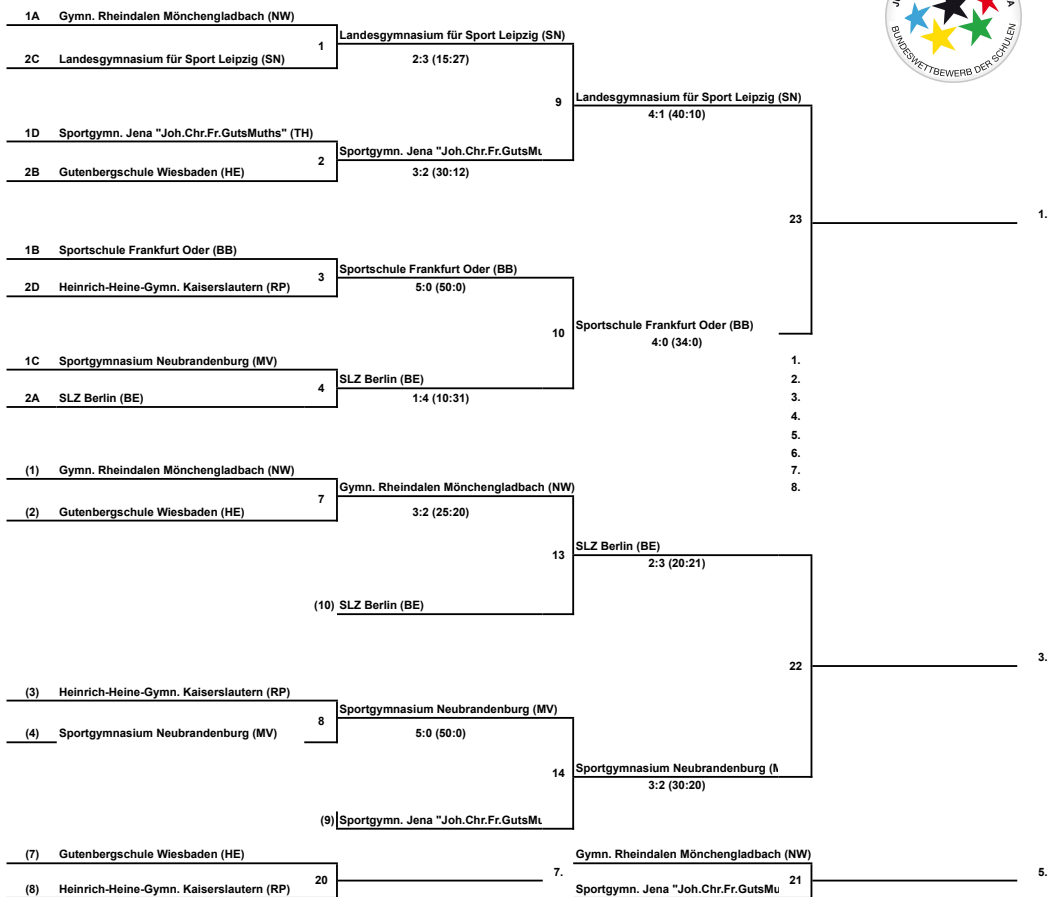 1A Gymn. Rheindalen Mönchengladbach (NW)
1
Landesgymnasium für Sport Leipzig (SN)
2C Landesgymnasium für Sport Leipzig (SN)
2:3 (15:27)
BUNDESWETTBEWERB DER SCHULEN
9
Landesgymnasium für Sport Leipzig (SN)
4:1 (40:10)
1D Sportgymn. Jena "Joh.Chr.Fr.GutsMuths" (TH)
2
Sportgymn. Jena "Joh.Chr.Fr.GutsMu
2B Gutenbergschule Wiesbaden (HE)
3:2 (30:12)
23
1.
1B Sportschule Frankfurt Oder (BB)
3
Sportschule Frankfurt Oder (BB)
2D Heinrich-Heine-Gymn. Kaiserslautern (RP)
5:0 (50:0)
10
Sportschule Frankfurt Oder (BB)
4:0 (34:0)
1C Sportgymnasium Neubrandenburg (MV)
4
SLZ Berlin (BE)
2A SLZ Berlin (BE)
1:4 (10:31)
1.
2.
3.
4.
5.
6.
7.
8.
(1) Gymn. Rheindalen Mönchengladbach (NW)
7
Gymn. Rheindalen Mönchengladbach (NW)
(2) Gutenbergschule Wiesbaden (HE)
3:2 (25:20)
13
SLZ Berlin (BE)
2:3 (20:21)
(10) SLZ Berlin (BE)
22
3.
(3) Heinrich-Heine-Gymn. Kaiserslautern (RP)
8
Sportgymnasium Neubrandenburg (MV)
(4) Sportgymnasium Neubrandenburg (MV)
5:0 (50:0)
14
Sportgymnasium Neubrandenburg (M
3:2 (30:20)
(9) Sportgymn. Jena "Joh.Chr.Fr.GutsMu
(7) Gutenbergschule Wiesbaden (HE)
20
7.
(8) Heinrich-Heine-Gymn. Kaiserslautern (RP)
Gymn. Rheindalen Mönchengladbach (NW)
21
5.
Sportgymn. Jena "Joh.Chr.Fr.GutsMu